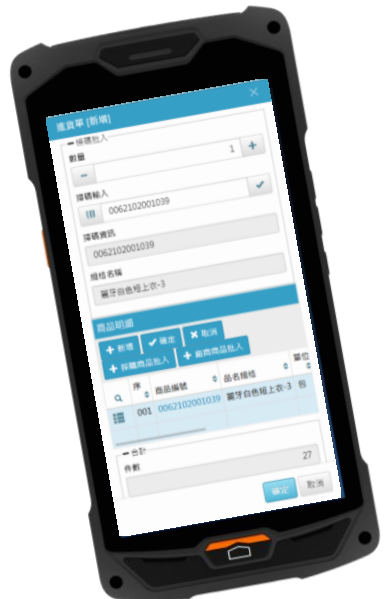 進貨單 [新增]
條碼批入
數量
1
條碼輸入
0062102001039
條碼資訊
0062102001039
規格名稱
麗牙白色短上衣-3
商品明細
新增 確定 取消
採購商品批入 廠商商品批入
序 商品編號 品名規格 單位
001 0062102001039 麗牙白色短上衣-3 包
合計
件數
27
確定 取消